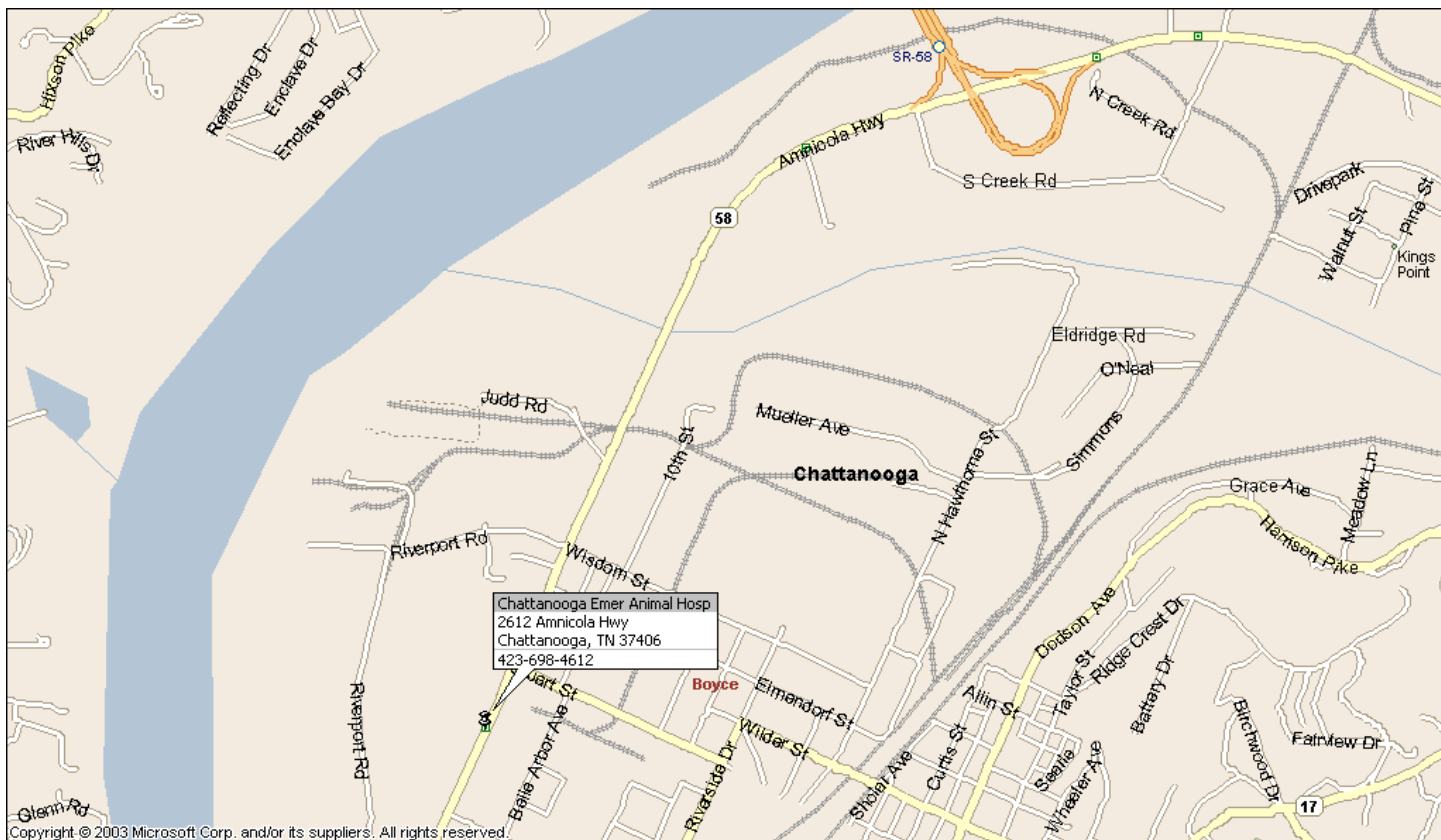 Hixson Pike
Reflecting Dr
Enclave Dr
Enclave Bay Dr
River Hills Dr
SR-58
Amnicola Hwy
N Creek Rd
S Creek Rd
58
Drivepark
Walnut St
Pine St
Kings
Point
Eldridge Rd
O'Neal
Simmons
Judd Rd
10th St
Mueller Ave
Chattanooga
N Hawthorne St
Grace Ave
Meadow Ln
Harrison Pike
Riverport Rd
Wisdom St
Chattanooga Emer Animal Hosp
2612 Amnicola Hwy
Chattanooga, TN 37406
423-698-4612
Dodson Ave
Ridge Crest Dr
Taylor St
Battery Dr
Boyce
Elmendorf St
Allin St
Wilder St
Riverport Rd
Belle Arbor Ave
Riverside Dr
Sholar Ave
Curtis St
Searle
Wheeler Ave
Birchwood Dr
Fairview Dr
17
Glenn Rd
Copyright © 2003 Microsoft Corp. and/or its suppliers. All rights reserved.